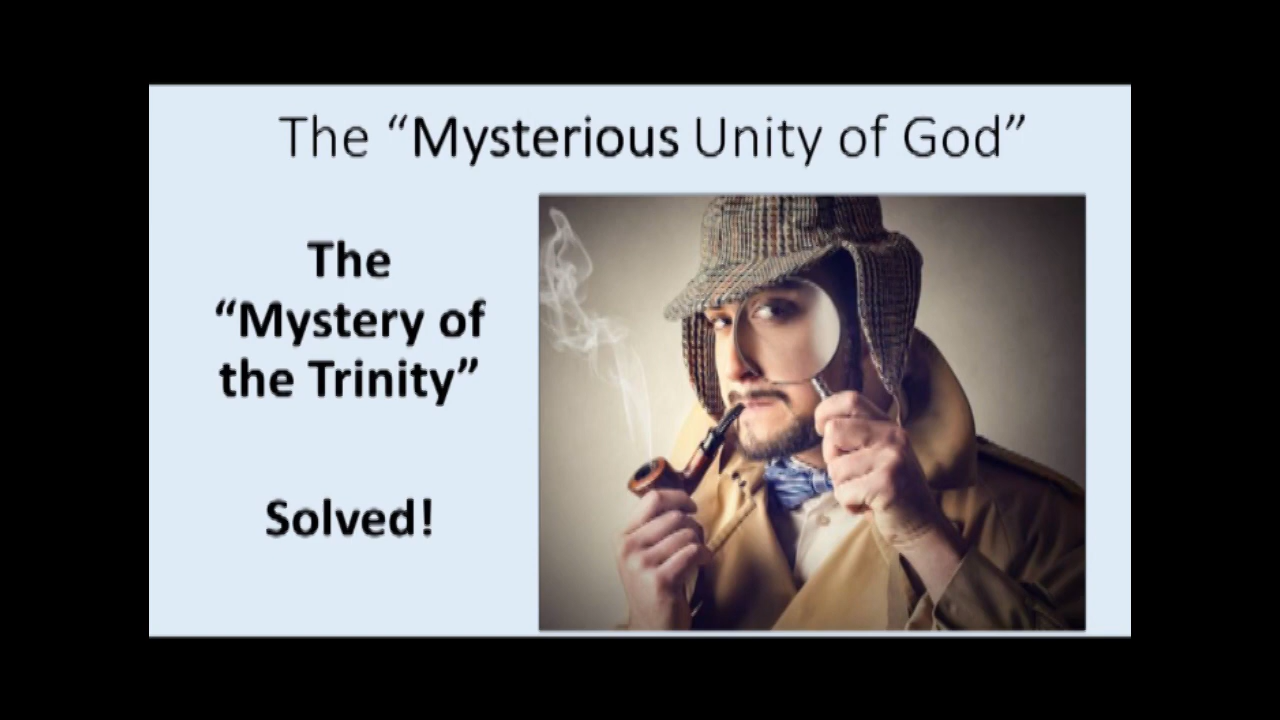 The “Mysterious Unity of God”
The
“Mystery of
the Trinity”
Solved!